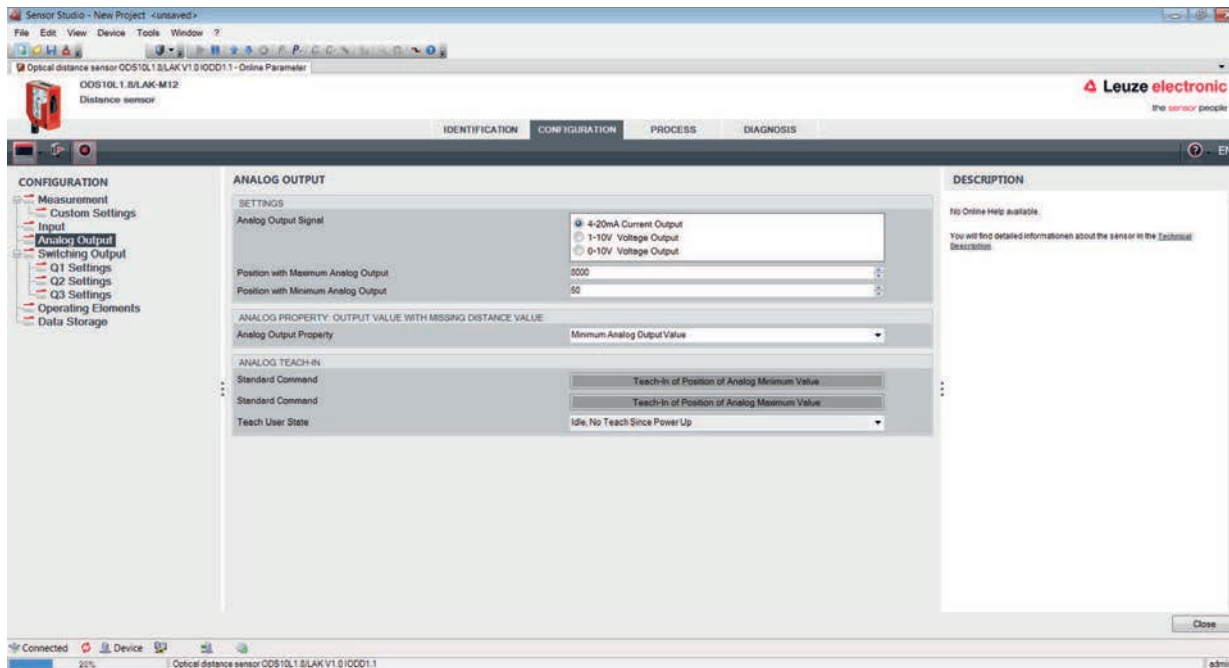 Sensor Studio - New Project <unsaved>
File Edit View Device Tools Window ?
Optical distance sensor ODS10L1.8/LAK V1.0 IODD1.1 - Online Parameter
ODS10L1.8/LAK-M12
Distance sensor
Leuze electronic
the sensor people
IDENTIFICATION CONFIGURATION PROCESS DIAGNOSIS
EN
CONFIGURATION
Measurement
Custom Settings
Input
Analog Output
Switching Output
Q1 Settings
Q2 Settings
Q3 Settings
Operating Elements
Data Storage
ANALOG OUTPUT
SETTINGS
Analog Output Signal
4-20mA Current Output
1-10V Voltage Output
0-10V Voltage Output
Position with Maximum Analog Output 8000
Position with Minimum Analog Output 50
ANALOG PROPERTY: OUTPUT VALUE WITH MISSING DISTANCE VALUE
Analog Output Property Minimum Analog Output Value
ANALOG TEACH-IN
Standard Command Teach-In of Position of Analog Minimum Value
Standard Command Teach-In of Position of Analog Maximum Value
Teach User State Idle, No Teach Since Power Up
DESCRIPTION
No Online Help available.
You will find detailed informationen about the sensor in the Technical
Description.
Close
Connected Device
20% Optical distance sensor ODS10L1.8/LAK V1.0 IODD1.1